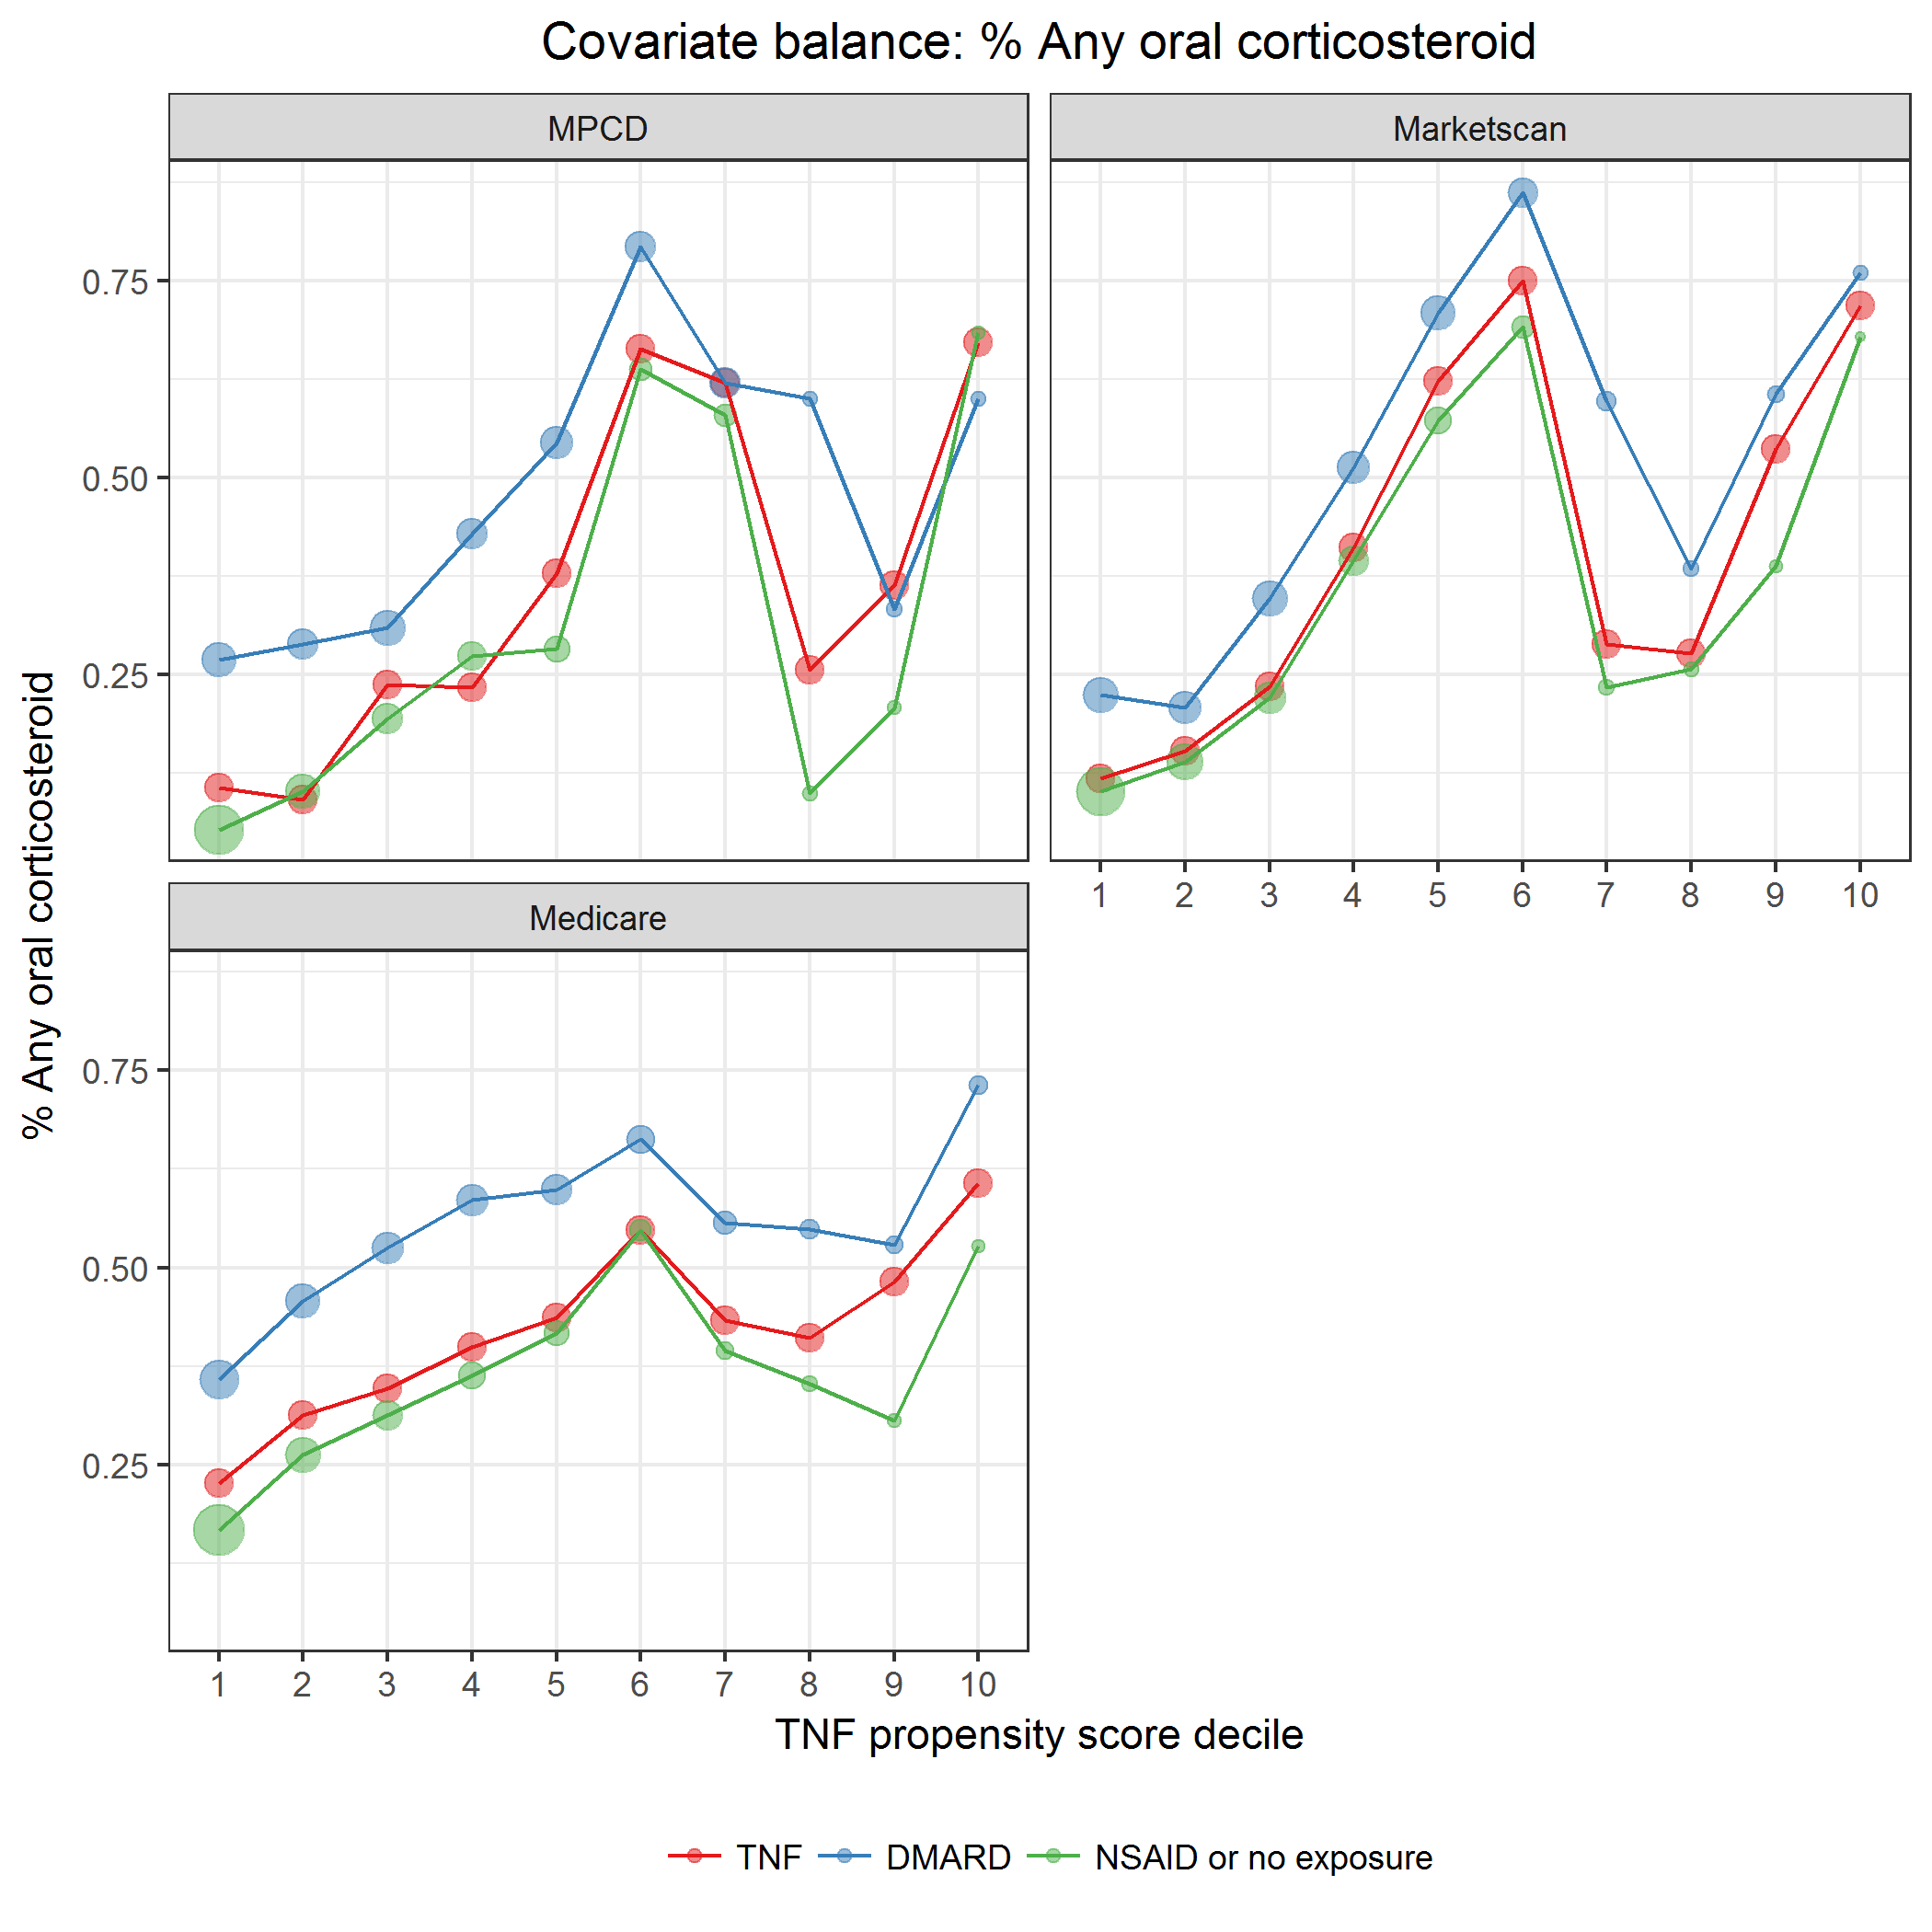 Covariate balance: % Any oral corticosteroid
MPCD
Marketscan
0.75
0.50
0.25
1 2 3 4 5 6 7 8 9 10
Medicare
0.75
0.50
0.25
1 2 3 4 5 6 7 8 9 10
% Any oral corticosteroid
TNF propensity score decile
TNF DMARD NSAID or no exposure